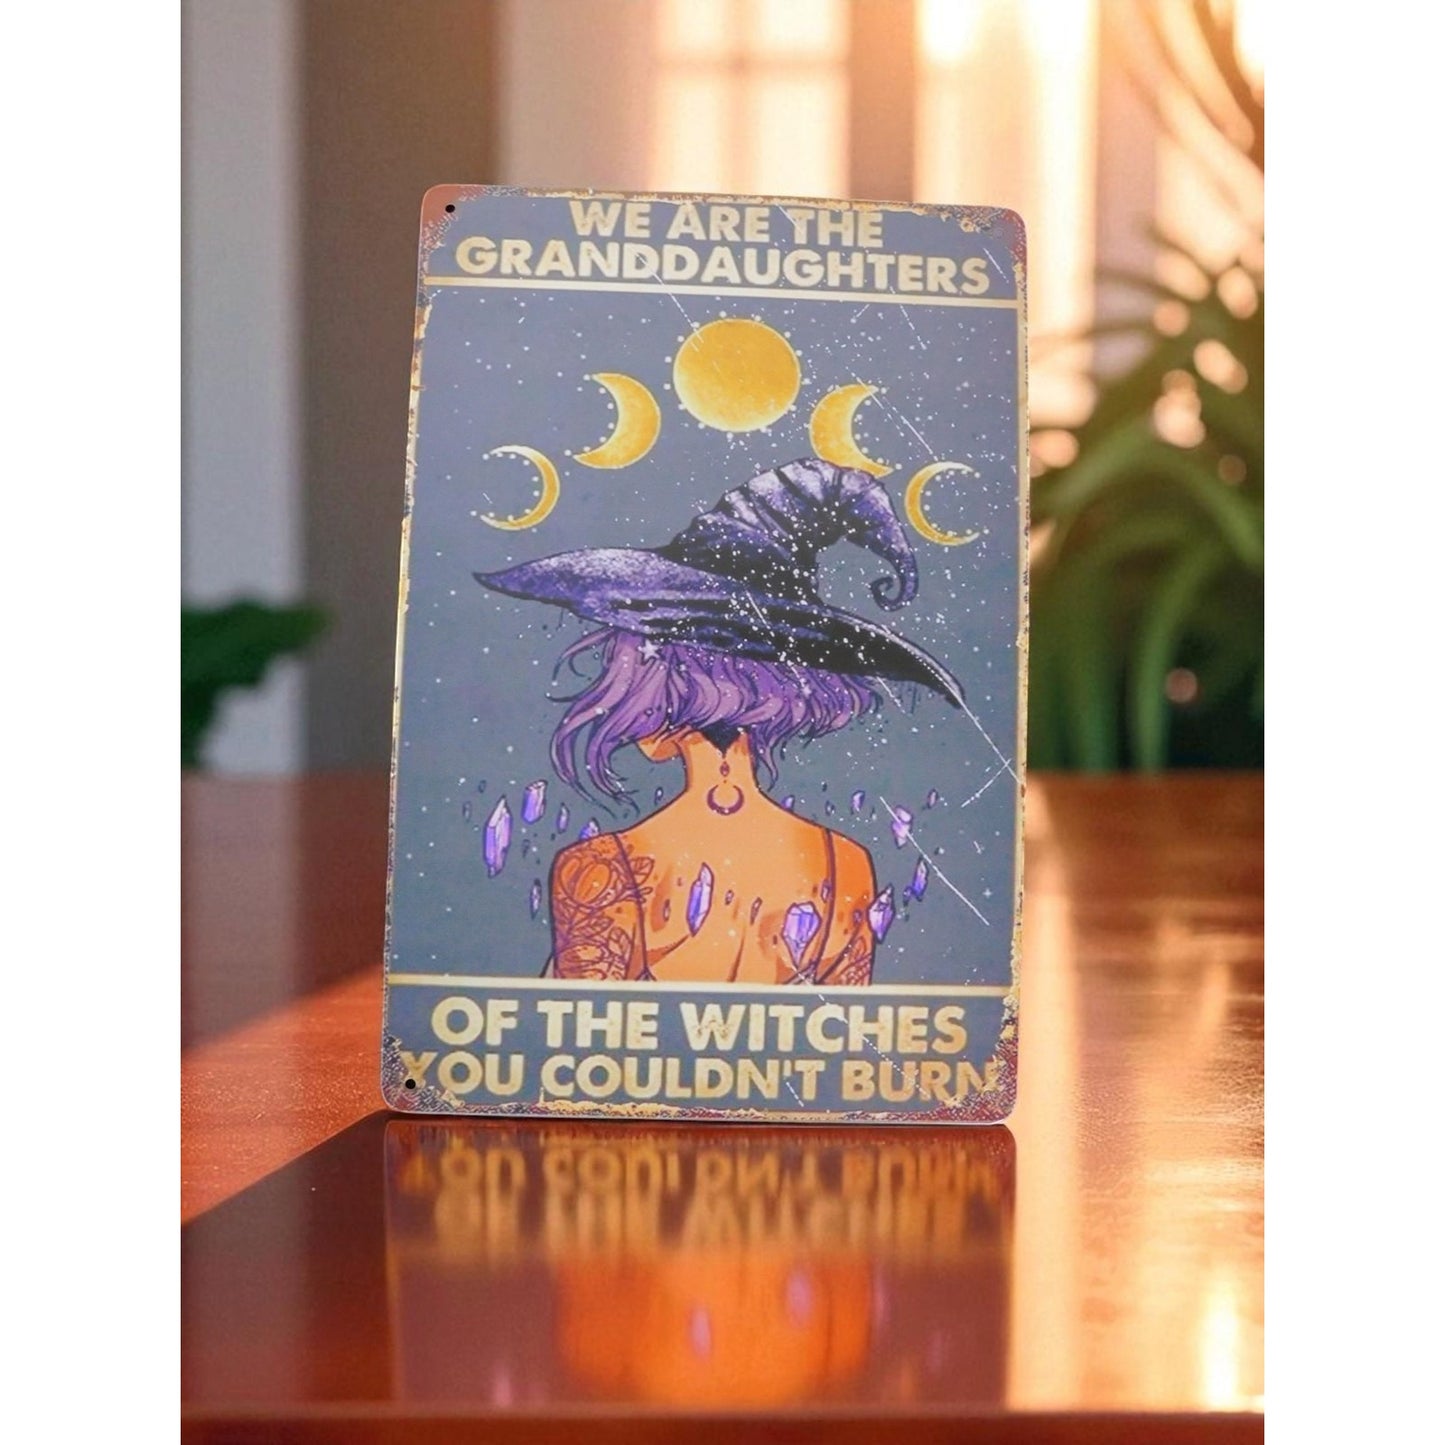 WE ARE THE
GRANDDAUGHTERS
OF THE WITCHES
YOU COULDN'T BURN